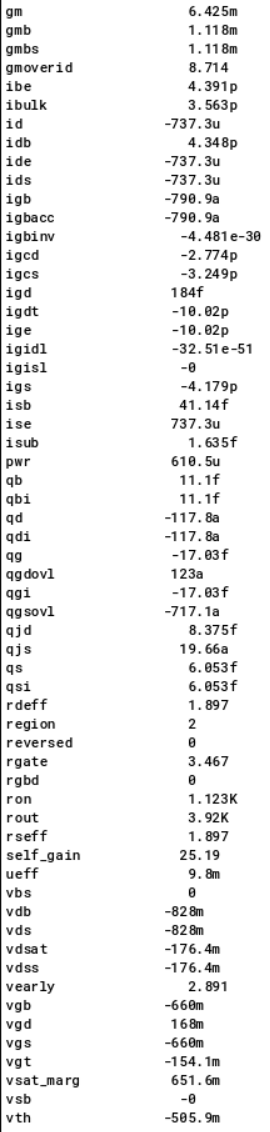 gm 6.425m
gmb 1.118m
gmbs 1.118m
gmoverid 8.714
ibe 4.391p
ibulk 3.563p
id -737.3u
idb 4.348p
ide -737.3u
ids -737.3u
igb -790.9a
igbacc -790.9a
igbinv -4.481e-30
igcd -2.774p
igcs -3.249p
igd 184f
igdt -10.02p
ige -10.02p
igidl -32.51e-51
igisl -0
igs -4.179p
isb 41.14f
ise 737.3u
isub 1.635f
pwr 610.5u
qb 11.1f
qbi 11.1f
qd -117.8a
qdi -117.8a
qg -17.03f
qgdovl 123a
qgi -17.03f
qgsovl -717.1a
qjd 8.375f
qjs 19.66a
qs 6.053f
qsi 6.053f
rdeff 1.897
region 2
reversed 0
rgate 3.467
rgbd 0
ron 1.123K
rout 3.92K
rseff 1.897
self_gain 25.19
ueff 9.8m
vbs 0
vdb -828m
vds -828m
vdsat -176.4m
vdss -176.4m
vearly 2.891
vgb -660m
vgd 168m
vgs -660m
vgt -154.1m
vsat_marg 651.6m
vsb -0
vth -505.9m